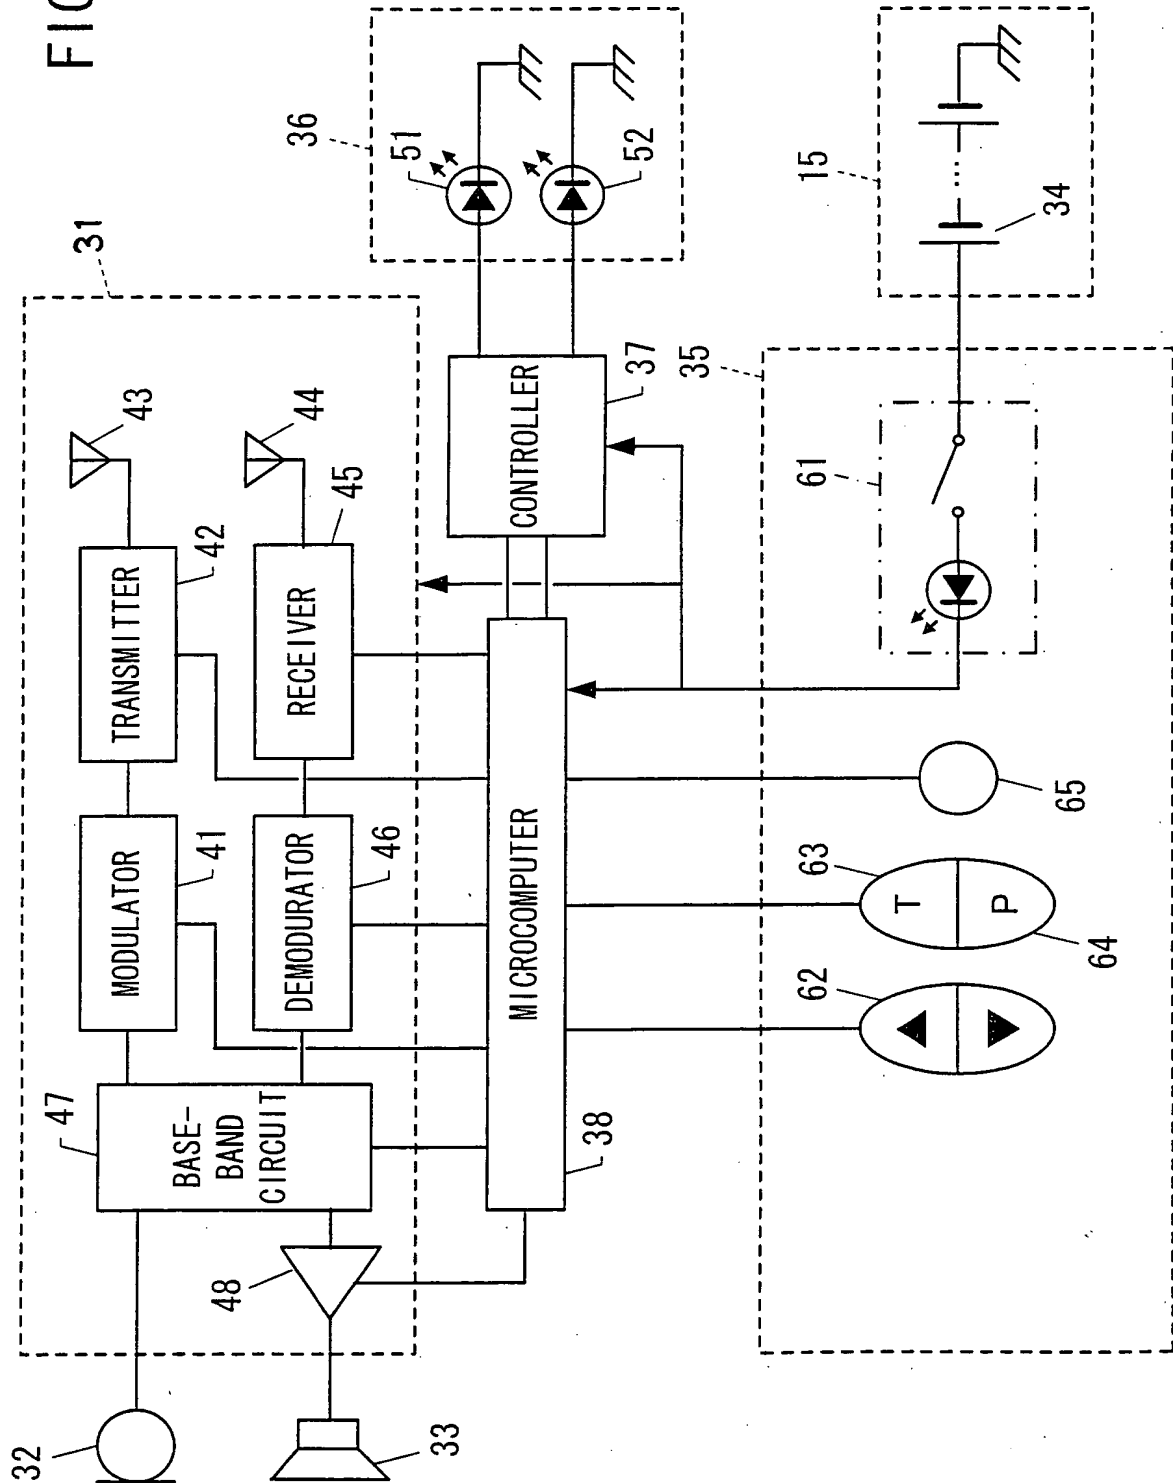 FIG
32
47
31
43
MODULATOR
TRANSMITTER
42
41
BASE-
BAND
CIRCUIT
48
44
DEMODURATOR
RECEIVER
45
46
36
51
33
MICROCOMPUTER
CONTROLLER
38
37
52
35
62
63
61
15
T
P
65
64
34